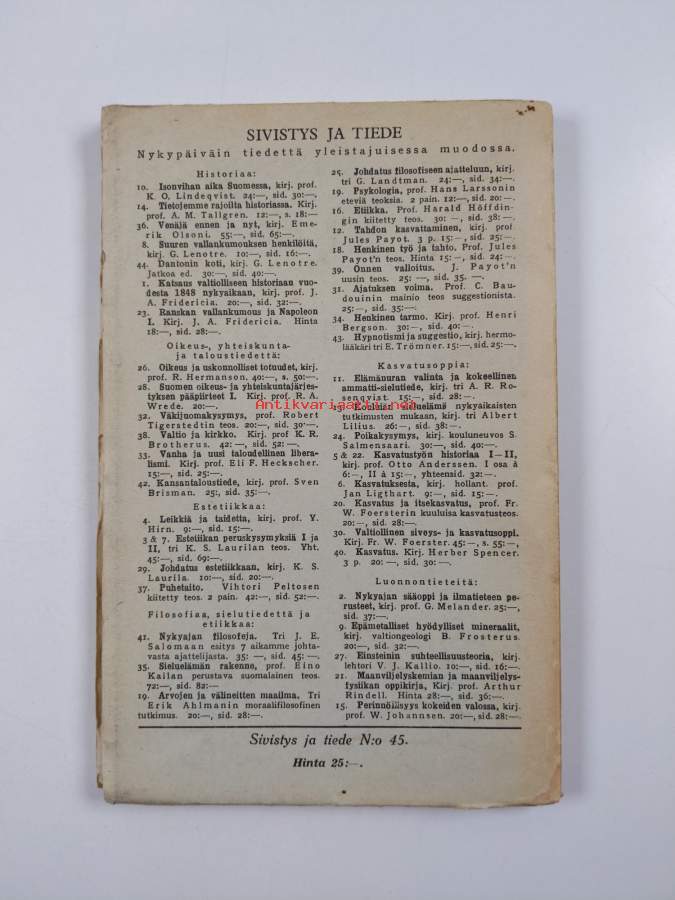 SIVISTYS JA TIEDE
Nykypäiväin tiedettä yleistajuisessa muodossa.
Historiaa:
10. Isonvihan aika Suomessa, kirj. prof.
K. O, Lindeqvist. 24:—, sid. 30:—.
14. Tietojemme rajoilta historiassa. Kirj.
prof. A. M. Tallgren. 12:—, s. 18:—
36. Venäjä ennen ja nyt, kirj. Eme-
rik Olsoni. 55:—, sid. 65:—.
8. Suuren vallankumouksen henkilöitä,
kirj. G. Lenotre. 10:—, sid. 16:—.
44. Dantonin koti, kirj. G. Lenotre.
Jatkoa ed. 30:—, sid. 40:—.
1. Katsaus valtiolliseen historiaan vuo-
desta 1848 nykyaikaan, kirj. prof. J.
A. Fridericia. 20:—, sid. 32:—.
23. Ranskan vallankumous ja Napoleon
I. Kirj. J. A. Fridericia. Hinta
18:—, sid. 28:—.
Oikeus-, yhteiskunta-
ja taloustiedettä:
26. Oikeus ja uskonnolliset totuudet, kirj.
prof. R. Hermanson. 40:—, s. 50:—.
28. Suomen oikeus- ja yhteiskuntajärjes-
tyksen pääpiirteet I. Kirj. prof. R. A.
Wrede. 20:—.
32. Väkijuomakysymys, prof. Robert
Tigerstedtin teos. 20:—, sid. 30·—.
38. Valtio ja kirkko. Kirj prof. K. R.
Brotherus. 42: —, sid. 52: —.
33. Vanha ja uusi taloudellinen libera-
lismi. Kirj. prof. Eli F. Heckscher.
15:—, sid. 25:—.
42. Kansantaloustiede, kirj. prof. Sven
Brisman. 25:, sid. 35:—.
Estetiikkaa:
4. Leikkiä ja taidetta, kirj. prof. Y.
Hirn. 9:—, sid. 15:—.
3 & 7. Estetiikan peruskysymyksiä I ja
II, tri K. S. Laurilan teos. Yht.
45:—, sid. 69:—.
29. Johdatus estetiikkaan, kirj. K. S.
Laurila. 10:—, sid. 20:—.
37. Puhetaito. Vihtori Peltosen
kiitetty teos. 2 pain. 42:—, sid. 52:—.
Filosofiaa, sielutiedettä ja
etiikkaa:
41. Nykyajan filosofeja. Tri J. E.
Salomaan esitys 7 aikamme johta-
vasta ajattelijasta. 35: —, sid. 45: —.
35. Sieluelämän rakenne, prof. Eino
Kailan perustava suomalainen teos.
72:—, sid. 82:—
19. Arvojen ja välineitten maailma, Tri
Erik Ahlmanin moraalifilosofinen
tutkimus. 20:—, sid. 28:—.
25. Johdatus filosofiseen ajatteluun, kirj.
tri G. Landtman. 24:—, sid. 34:—.
19. Psykologia, prof. Hans Larssonin
eteviä teoksia. 2 pain. 12:—, sid. 20:—.
16. Etiikka. Prof. Harald Höffdin-
gin kiitetty teos. 30: —, sid. 38: —.
12. Tahdon kasvattaminen, kirj. prof
Jules Payot. 3 p. 15: —, sid. 25: —.
18. Henkinen työ ja tahto. Prof. Jules
Payot'n teos. Hinta 15: —, sid. 24: —.
39. Onnen valloitus. J. Payot'n
uusin teos. 25: —, sid. 35. —.
31. Ajatuksen voima. Prof. C. Bau-
douinin mainio teos suggestionista.
25:—, sid. 35:—.
34. Henkinen tarmo. Kirj. prof. Henri
Bergson. 30: —, sid. 40: —.
43. Hypnotismi ja suggestio, kirj. hermo-
lääkäri tri E. Trömner. 15:—, sid. 25:—.
Kasvatusoppia:
11. Elämänuran valinta ja kokeellinen
ammatti-sielutiede, kirj. tri A. R. Ro-
senqvist. 15:—, sid. 28: —.
sieluelämä nykyaikaisten
tutkimusten mukaan, kirj. tri Albert
Lilius. 26:—, sid. 38:—.
24. Poikakysymys, kirj. kouluneuvos S.
Salmensaari. 30:—, sid. 40:—.
5 & 22. Kasvatustyön historiaa I—II,
kirj. prof. Otto Anderssen. I osa à
6: —, II à 15: —, yhteensid. 32: —.
6. Kasvatuksesta, kirj. hollant. prof.
Jan Ligthart. 9:—, sid. 15: —.
20. Kasvatus ja itsekasvatus, prof. Fr.
W. Foersterin kuuluisa kasvatusteos.
20: —, sid. 28:—.
30. Valtiollinen siveys- ja kasvatusoppi.
Kirj. Fr. W. Foerster. 45: —, s. 55: —,
40. Kasvatus. Kirj. Herber Spencer.
3 p. 20: —, sid. 30: —.
Luonnontieteitä:
2. Nykyajan sääoppi ja ilmatieteen pe-
rusteet, kirj. prof. G. Melander. 25:—,
sid. 37:—.
9. Epämetalliset hyödylliset mineraalit,
kirj. valtiongeologi B. Frosterus.
20:—, sid. 32:—.
27. Einsteinin suhteellisuusteoria, kirj.
lehtori V. J. Kallio. 10:—, sid. 16:—.
21. Maanviljelyskemian ja maanviljelys-
fysiikan oppikirja, Kirj. prof. Arthur
Rindell. Hinta 28:—, sid. 36:—.
15. Perinnöllisyys kokeiden valossa, kirj.
prof. W. Johannsen. 20:—, sid. 28:—.
Sivistys ja tiede N:o 45.
Hinta 25:—.
Antikvariaatti.net